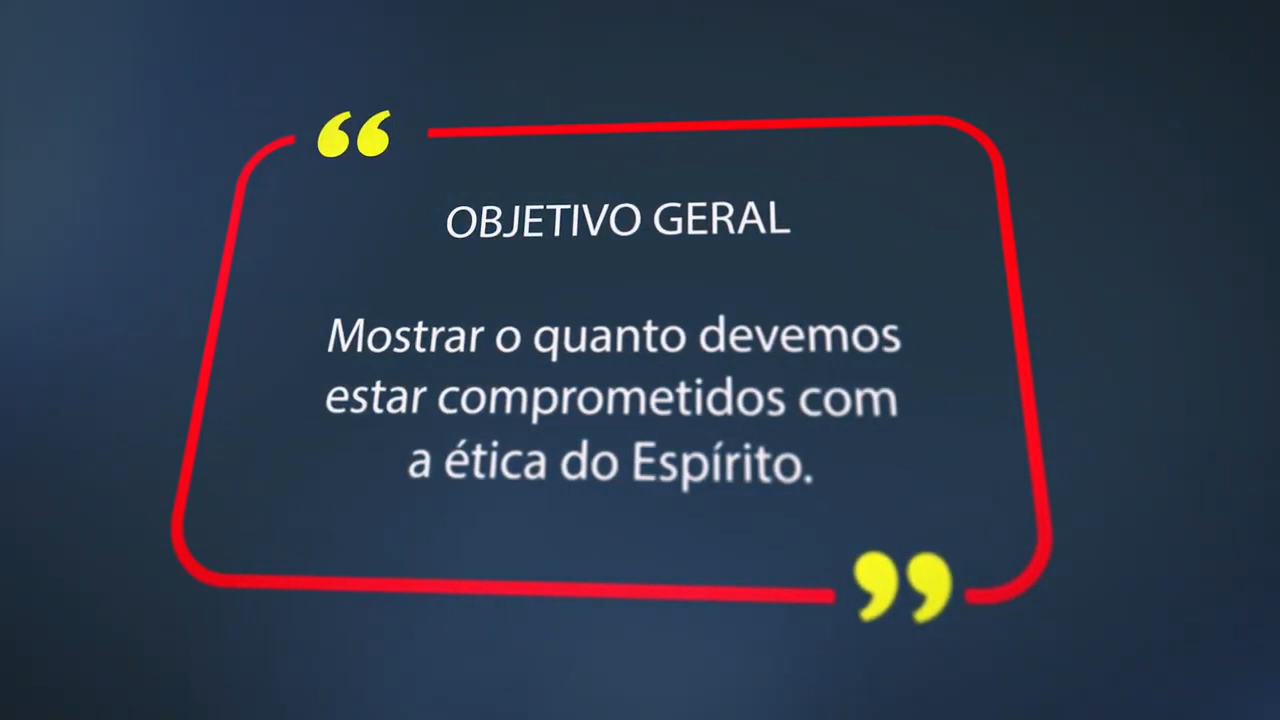 “
OBJETIVO GERAL
Mostrar o quanto devemos
estar comprometidos com
a ética do Espírito.
”